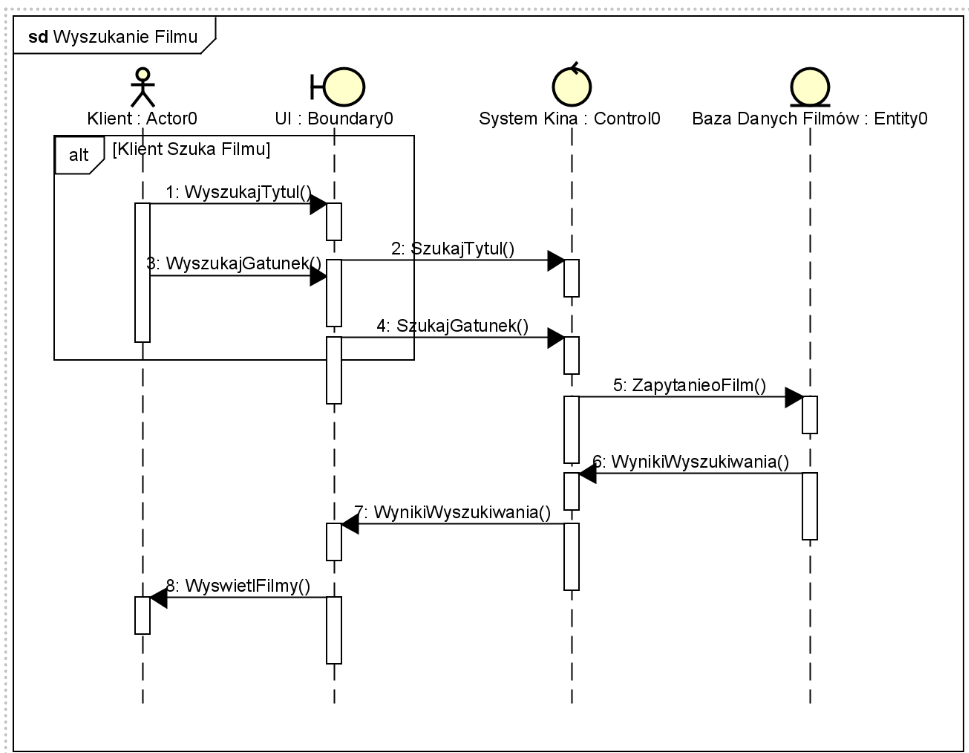 sd Wyszukanie Filmu
Klient : Actor0
UI : Boundary0
System Kina : Control0
Baza Danych Filmów : Entity0
alt
[Klient Szuka Filmu]
1: WyszukajTytul()
2: SzukajTytul()
3: WyszukajGatunek()
4: SzukajGatunek()
5: ZapytanieoFilm()
6: WynikiWyszukiwania()
7: WynikiWyszukiwania()
8: WyswietlFilmy()